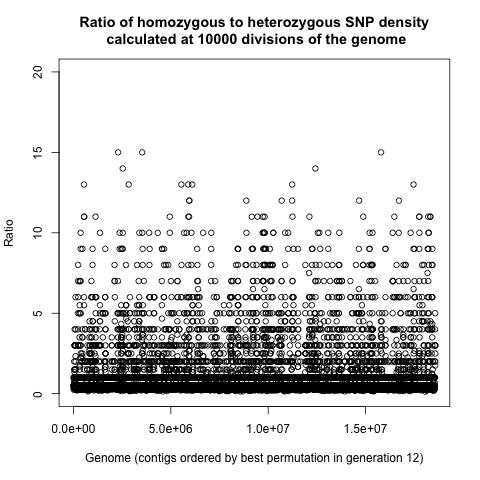 Ratio of homozygous to heterozygous SNP density
calculated at 10000 divisions of the genome
20
15
10
5
0
Ratio
0.0e+00 5.0e+06 1.0e+07 1.5e+07
Genome (contigs ordered by best permutation in generation 12)